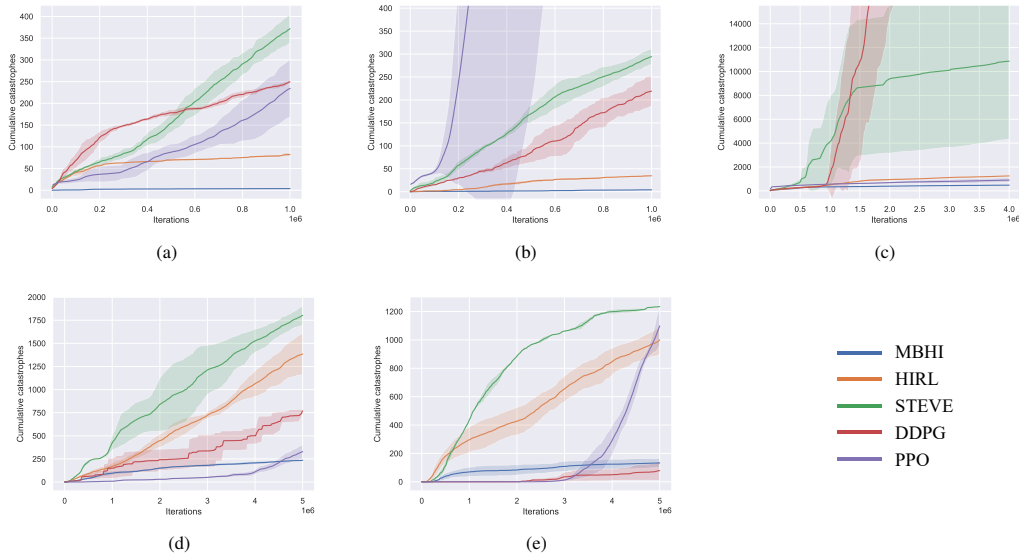 400
350
300
250
200
150
100
50
0
Cumulative catastrophes
0.0 0.2 0.4 0.6 0.8 1.0
Iterations
1e6
(a)
400
350
300
250
200
150
100
50
0
Cumulative catastrophes
0.0 0.2 0.4 0.6 0.8 1.0
Iterations
1e6
(b)
14000
12000
10000
8000
6000
4000
2000
0
Cumulative catastrophes
0.0 0.5 1.0 1.5 2.0 2.5 3.0 3.5 4.0
Iterations
1e6
(c)
2000
1750
1500
1250
1000
750
500
250
0
Cumulative catastrophes
0 1 2 3 4 5
Iterations
1e6
(d)
1200
1000
800
600
400
200
0
Cumulative catastrophes
0 1 2 3 4 5
Iterations
1e6
(e)
MBHI
HIRL
STEVE
DDPG
PPO